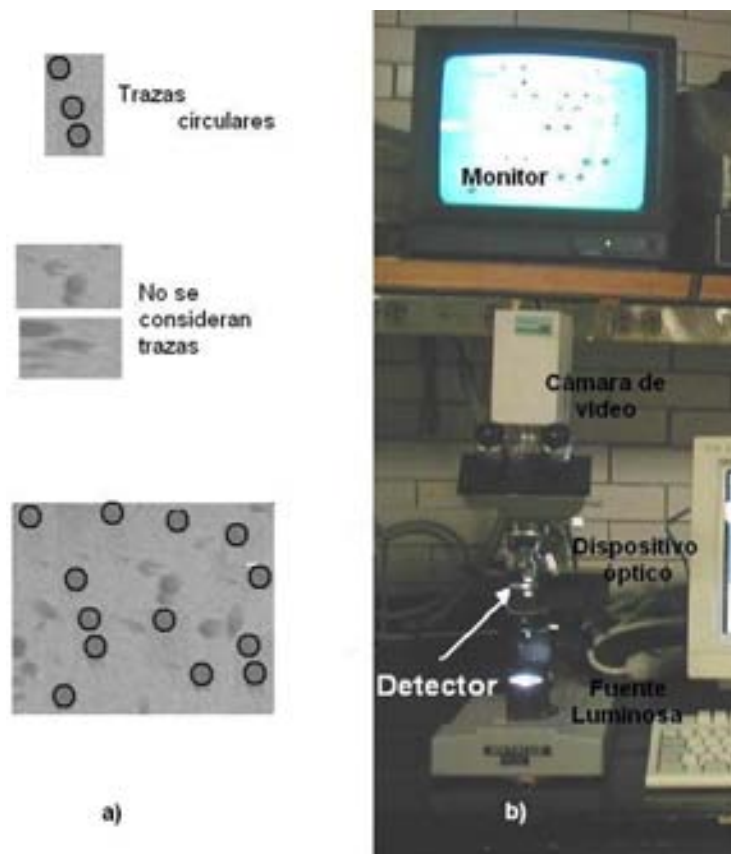 Trazas
circulares
No se
consideran
trazas
a)
Monitor
Cámara de
video
Dispositivo
óptico
Detector
Fuente
Luminosa
b)